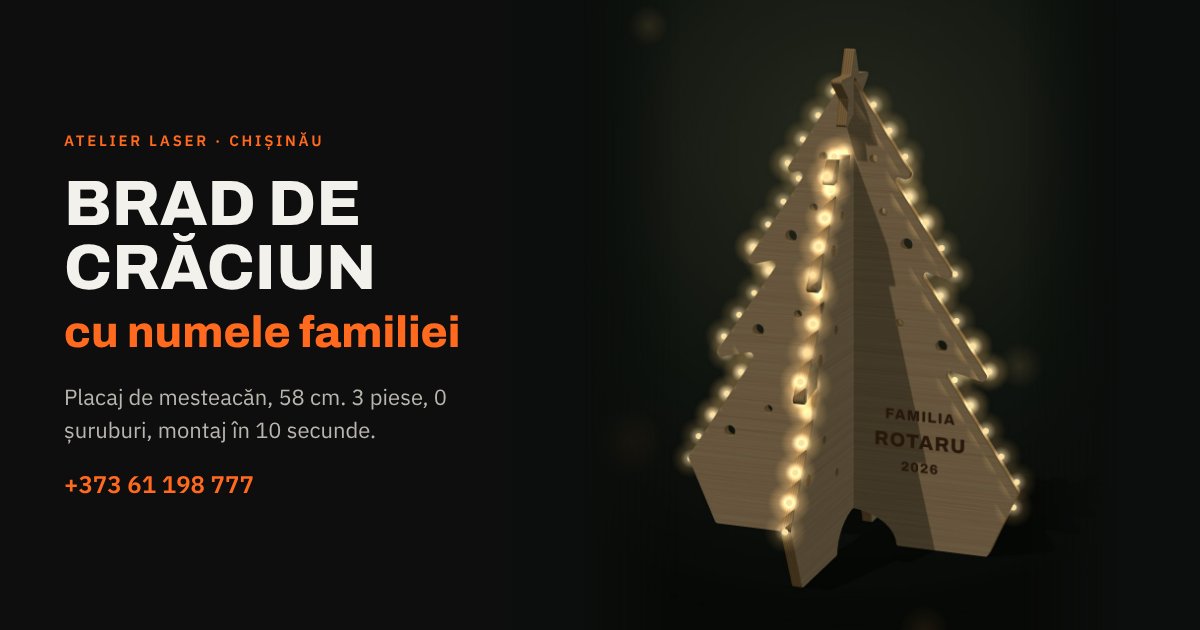 ATELIER LASER · CHIȘINĂU
BRAD DE
CRĂCIUN
cu numele familiei
Placaj de mesteacăn, 58 cm. 3 piese, 0
șuruburi, montaj în 10 secunde.
+373 61 198 777
FAMILIA
ROTARU
2026